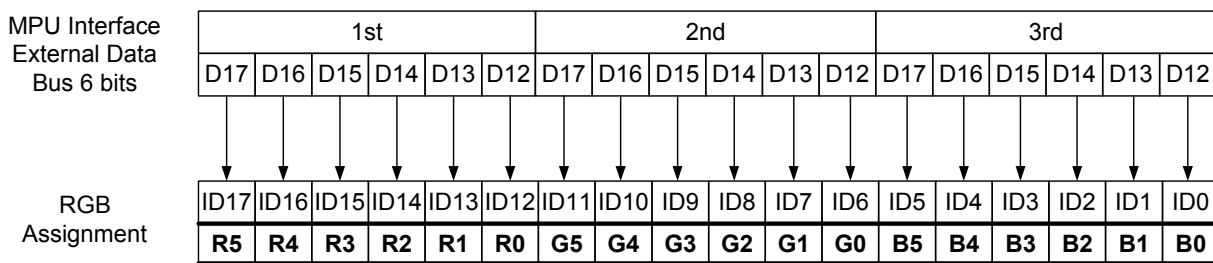 MPU Interface
External Data
Bus 6 bits
1st 2nd 3rd
D17 D16 D15 D14 D13 D12 D17 D16 D15 D14 D13 D12 D17 D16 D15 D14 D13 D12
RGB
Assignment
ID17 ID16 ID15 ID14 ID13 ID12 ID11 ID10 ID9 ID8 ID7 ID6 ID5 ID4 ID3 ID2 ID1 ID0
R5 R4 R3 R2 R1 R0 G5 G4 G3 G2 G1 G0 B5 B4 B3 B2 B1 B0